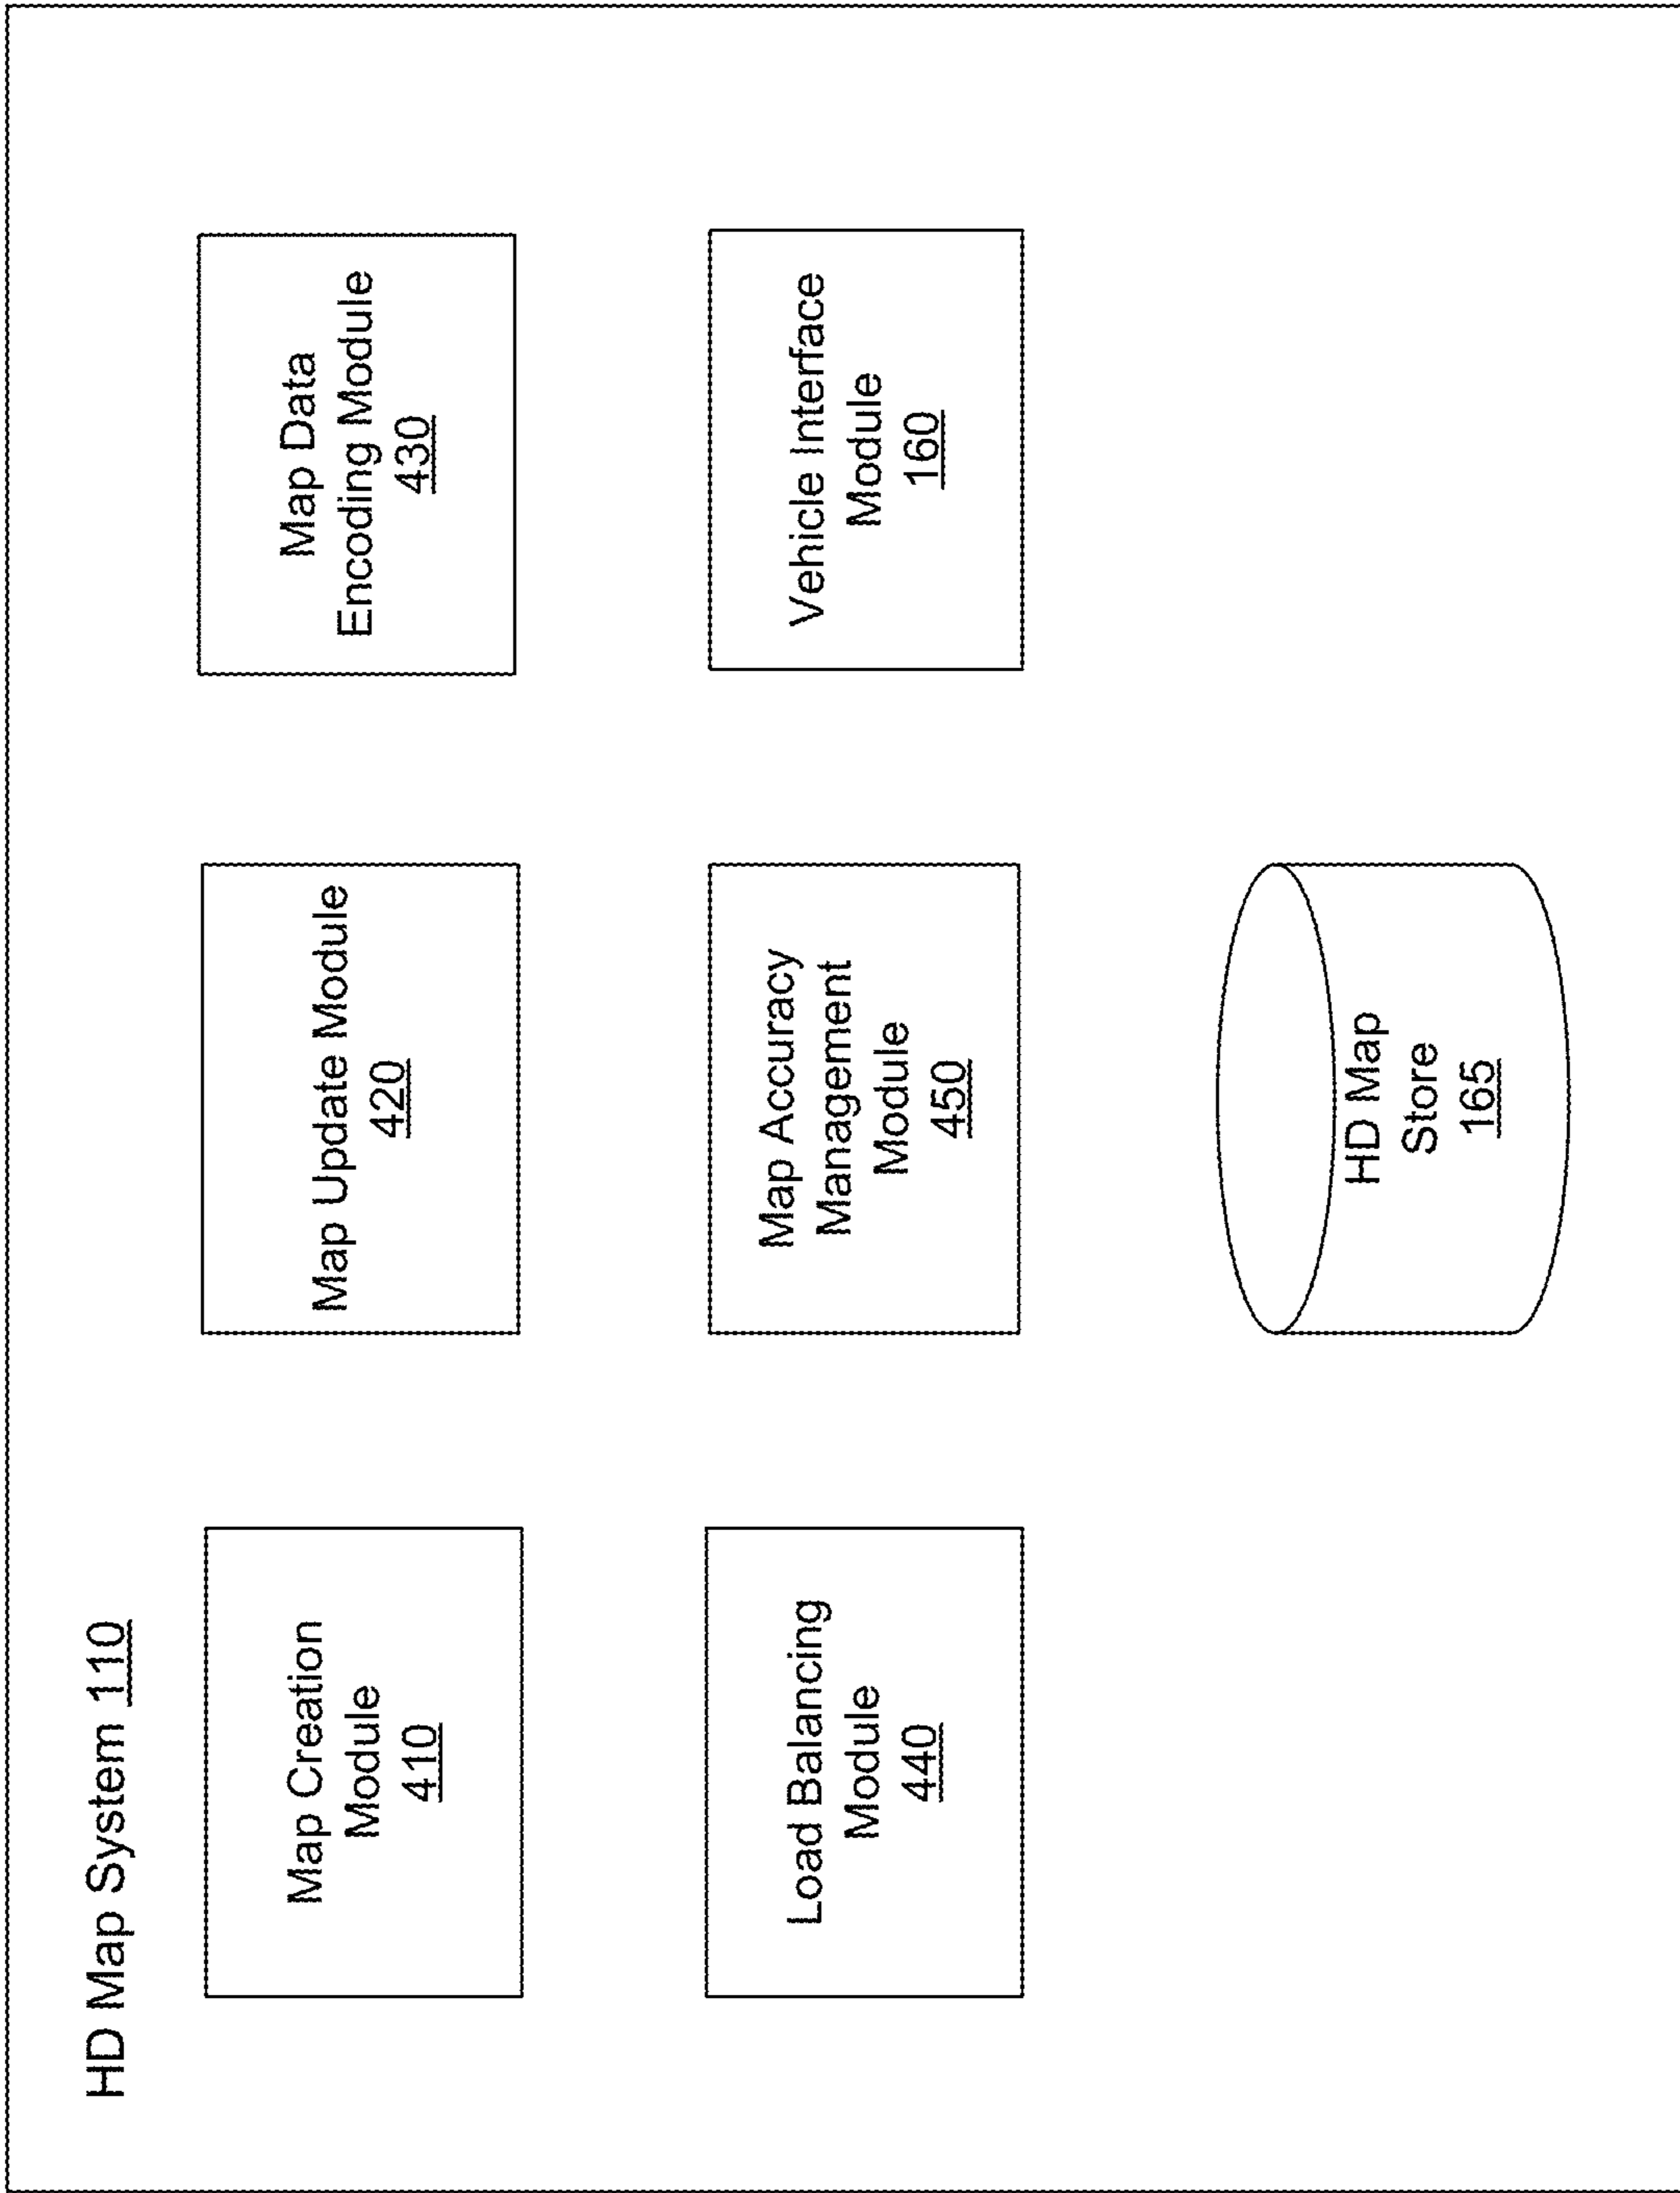 HD Map System 110
Map Creation
Module
410
Map Update Module
420
Map Data
Encoding Module
430
Load Balancing
Module
440
Map Accuracy
Management
Module
450
Vehicle Interface
Module
160
HD Map
Store
165